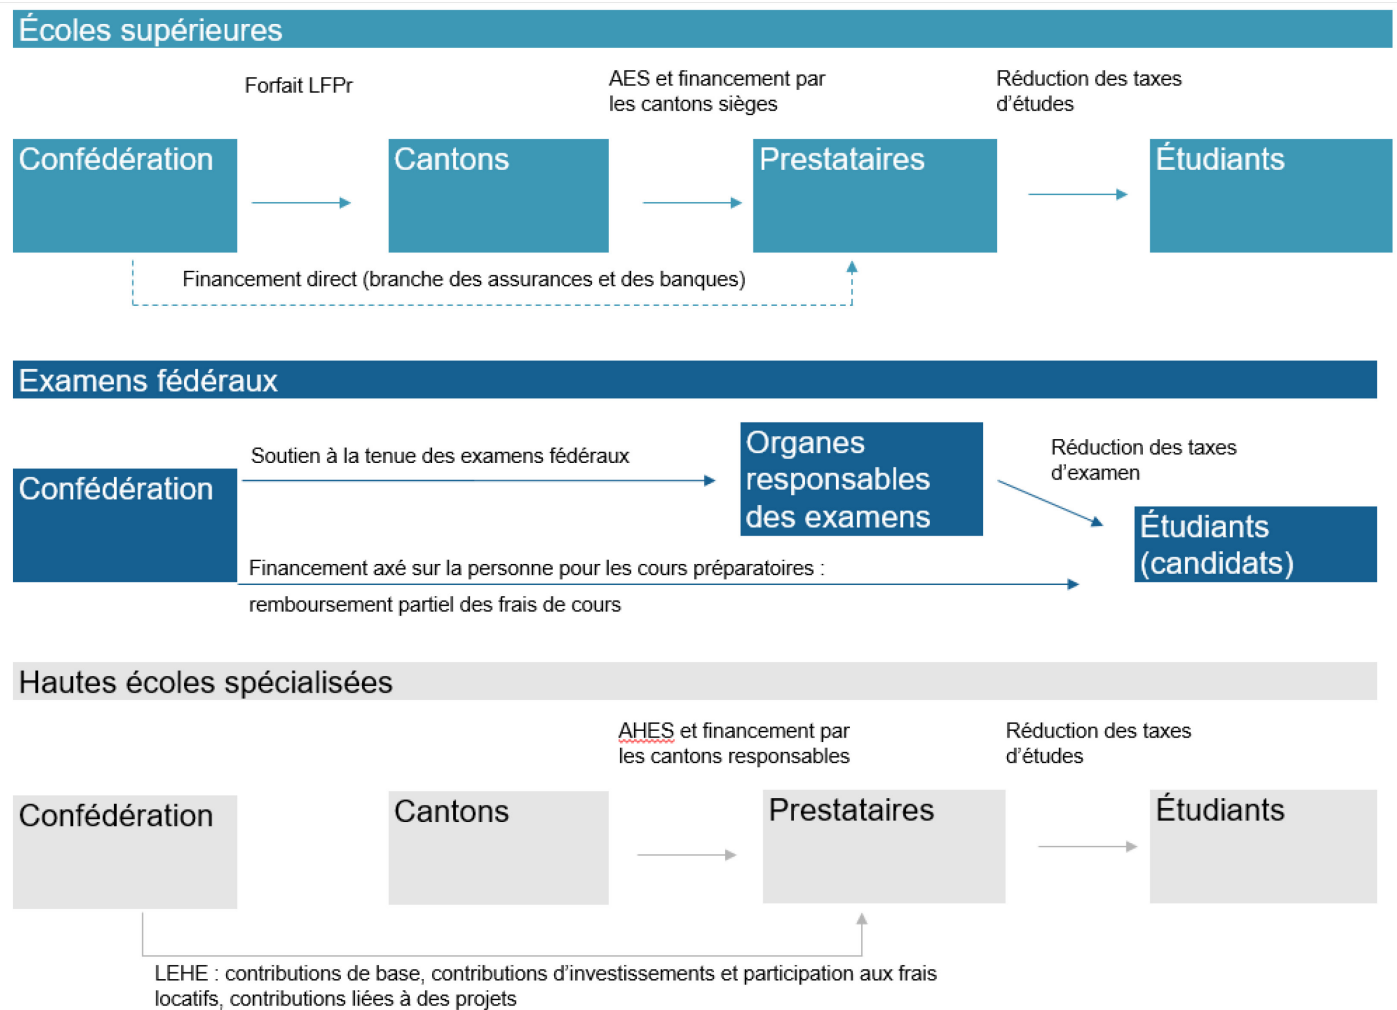 Écoles supérieures
Forfait LFPr
AES et financement par
les cantons sièges
Réduction des taxes
d’études
Confédération
Cantons
Prestataires
Étudiants
Financement direct (branche des assurances et des banques)
Examens fédéraux
Soutien à la tenue des examens fédéraux
Organes
responsables
des examens
Réduction des taxes
d’examen
Confédération
Étudiants
(candidats)
Financement axé sur la personne pour les cours préparatoires :
remboursement partiel des frais de cours
Hautes écoles spécialisées
AHES et financement par
les cantons responsables
Réduction des taxes
d’études
Confédération
Cantons
Prestataires
Étudiants
LEHE : contributions de base, contributions d’investissements et participation aux frais
locatifs, contributions liées à des projets